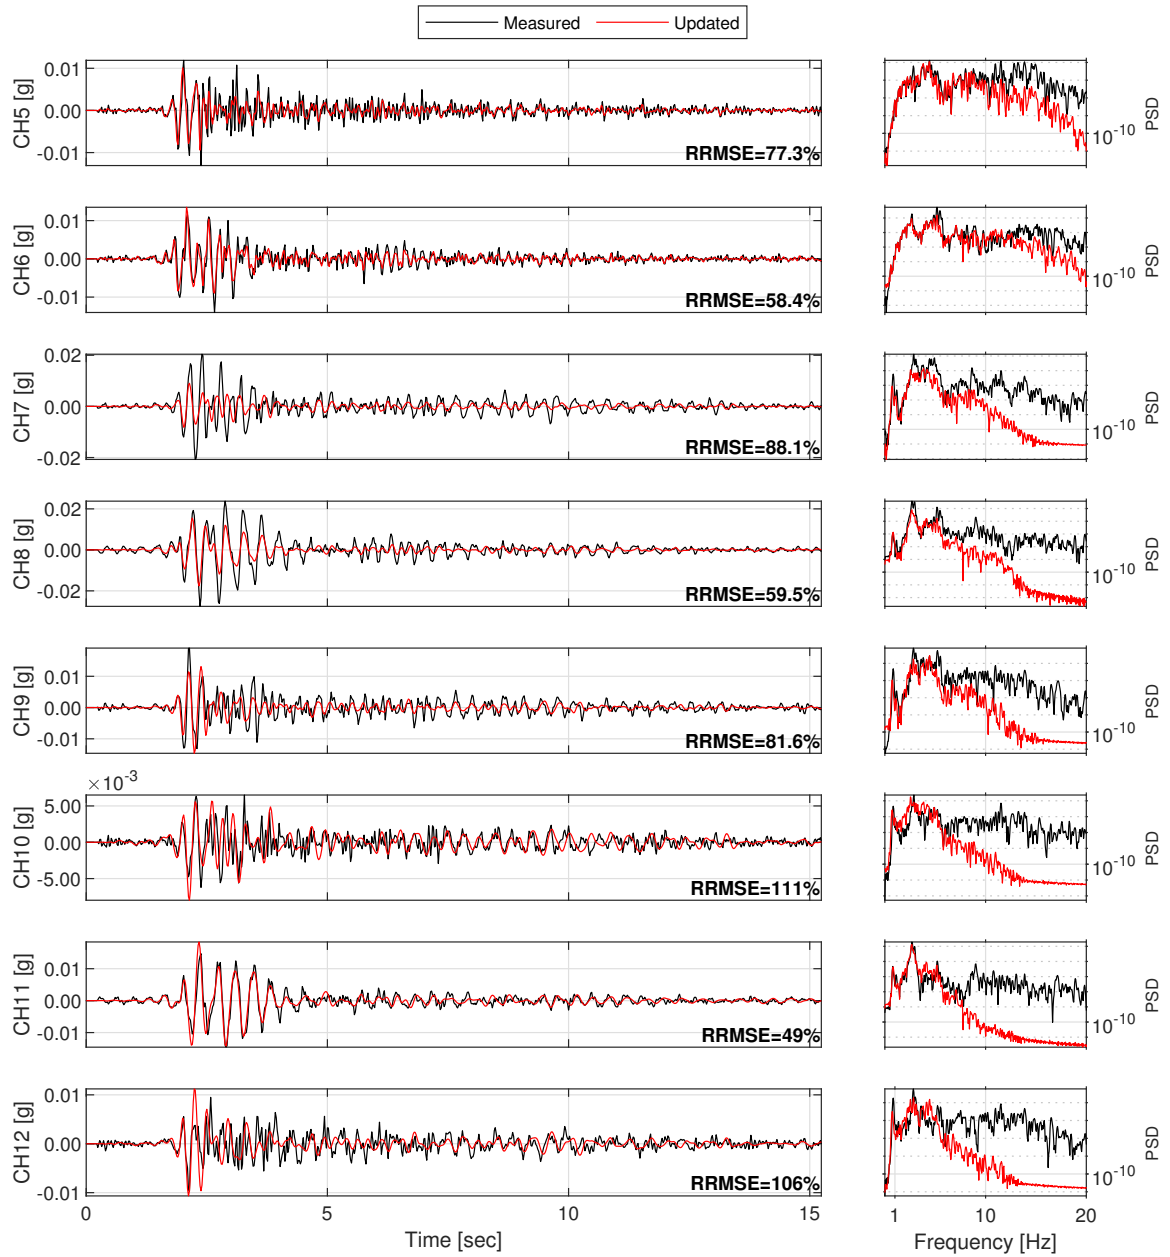 Measured Updated
0.01
0.00
-0.01
CH5 [g]
RRMSE=77.3%
10-10
PSD
0.01
0.00
-0.01
CH6 [g]
RRMSE=58.4%
10-10
PSD
0.02
0.00
-0.02
CH7 [g]
RRMSE=88.1%
10-10
PSD
0.02
0.00
-0.02
CH8 [g]
RRMSE=59.5%
10-10
PSD
0.01
0.00
-0.01
CH9 [g]
RRMSE=81.6%
10-10
PSD
×10-3
5.00
0.00
-5.00
CH10 [g]
RRMSE=111%
10-10
PSD
0.01
0.00
-0.01
CH11 [g]
RRMSE=49%
10-10
PSD
0.01
0.00
-0.01
CH12 [g]
RRMSE=106%
10-10
PSD
0 5 10 15
Time [sec]
1 10 20
Frequency [Hz]